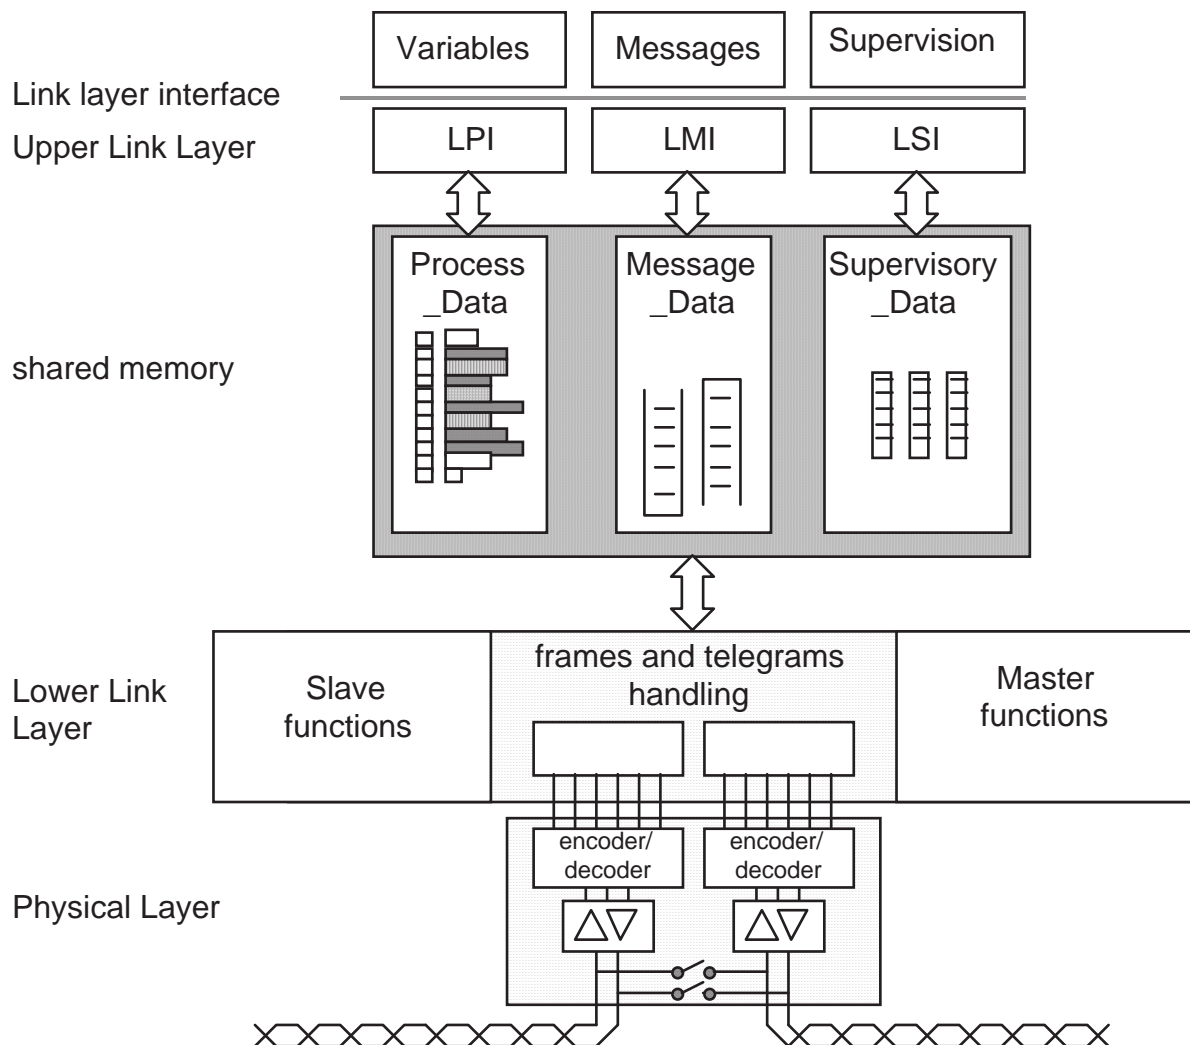 Variables
Messages
Supervision
Link layer interface
Upper Link Layer
LPI
LMI
LSI
Process
_Data
Message
_Data
Supervisory
_Data
shared memory
Lower Link
Layer
Slave
functions
frames and telegrams
handling
Master
functions
encoder/
decoder
encoder/
decoder
Physical Layer